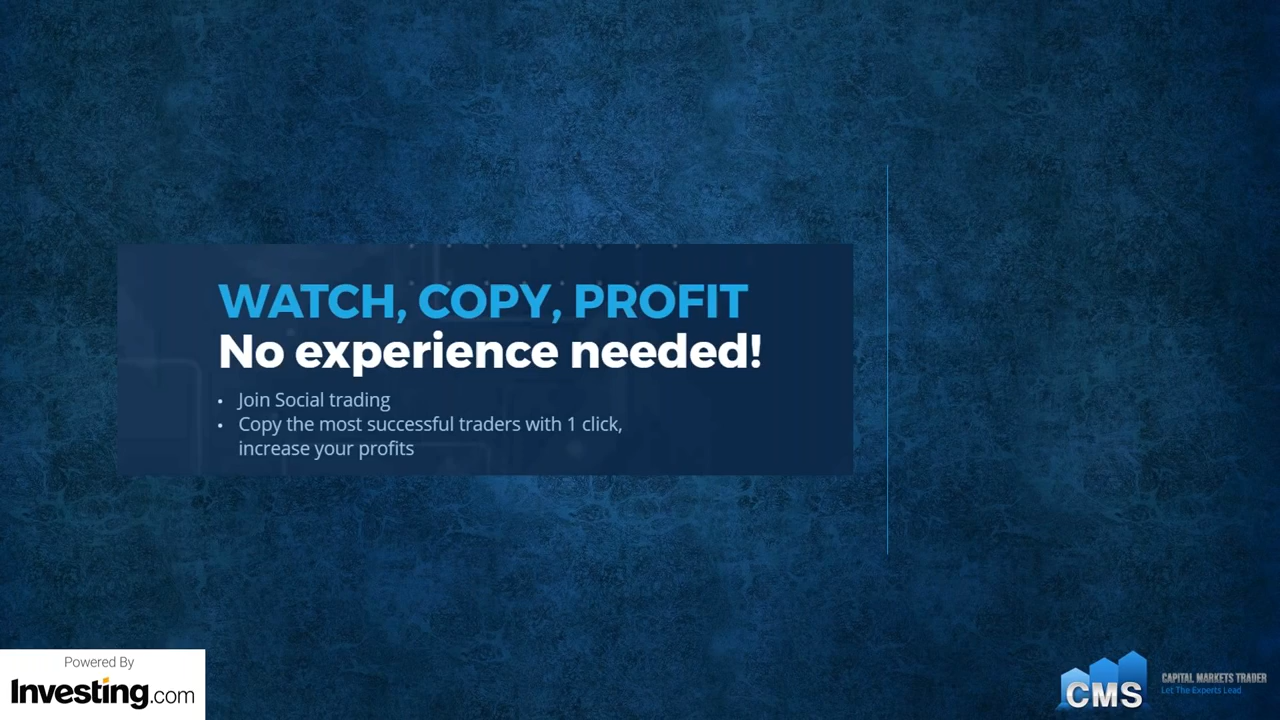 WATCH, COPY, PROFIT
No experience needed!
• Join Social trading
• Copy the most successful traders with 1 click,
increase your profits
Powered By
Investing.com
CMS
CAPITAL MARKETS TRADER
Let The Experts Lead